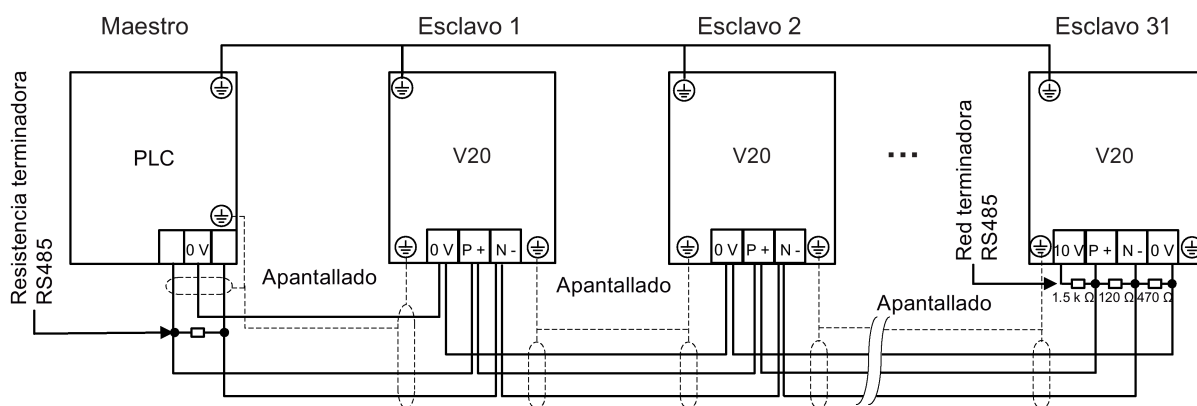 Maestro
Esclavo 1
Esclavo 2
Esclavo 31
Resistencia terminadora
RS485
PLC
V20
V20
...
Red terminadora
RS485
V20
0 V
0 V P + N -
0 V P + N -
10 V P + N - 0 V
Apantallado
Apantallado
Apantallado
1.5 k Ω 120 Ω 470 Ω